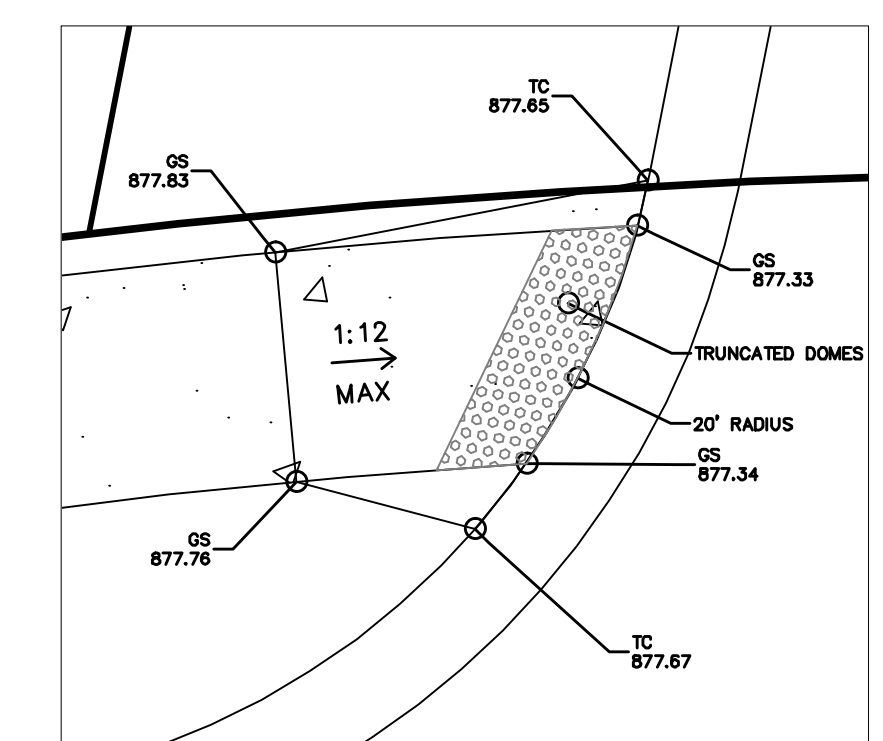 TC
877.65
GS
877.83
GS
877.33
1:12
MAX
TRUNCATED DOMES
20' RADIUS
GS
877.34
GS
877.76
TC
877.67